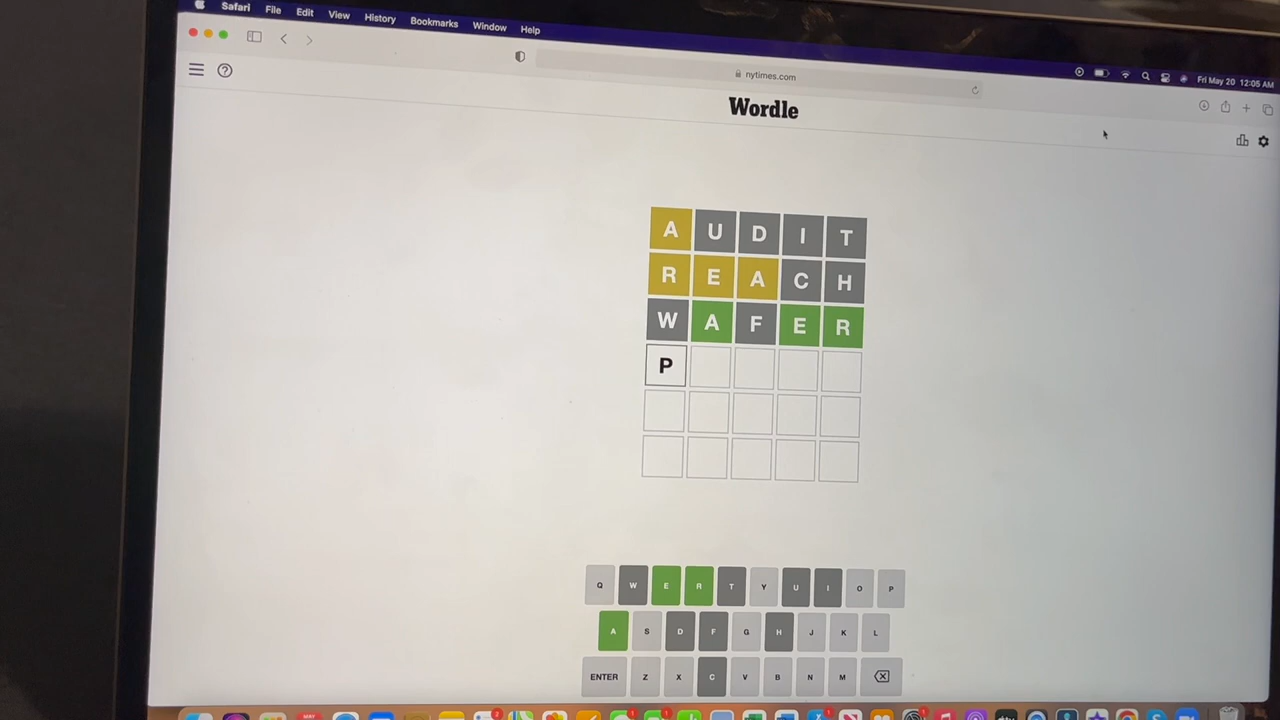 Safari File Edit View History Bookmarks Window Help
Fri May 20 12:05 AM
nytimes.com
Wordle
A U D I T
R E A C H
W A F E R
P
Q W E R T Y U I O P
A S D F G H J K L
ENTER Z X C V B N M